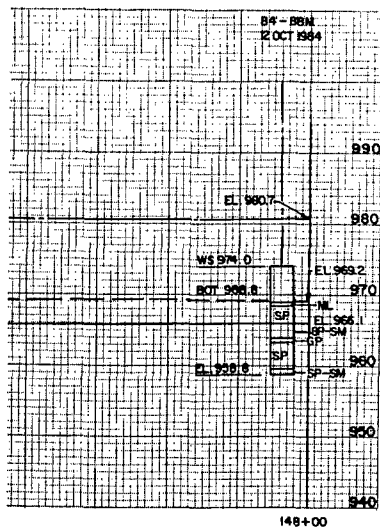 84-88M
12 OCT 1984
990
EL 980.7
980
WS 974.0
EL 969.2
970
BOT 968.8
ML
SP
EL 966.1
SP-SM
GP
SP
960
EL 958.8
SP-SM
950
940
148+00